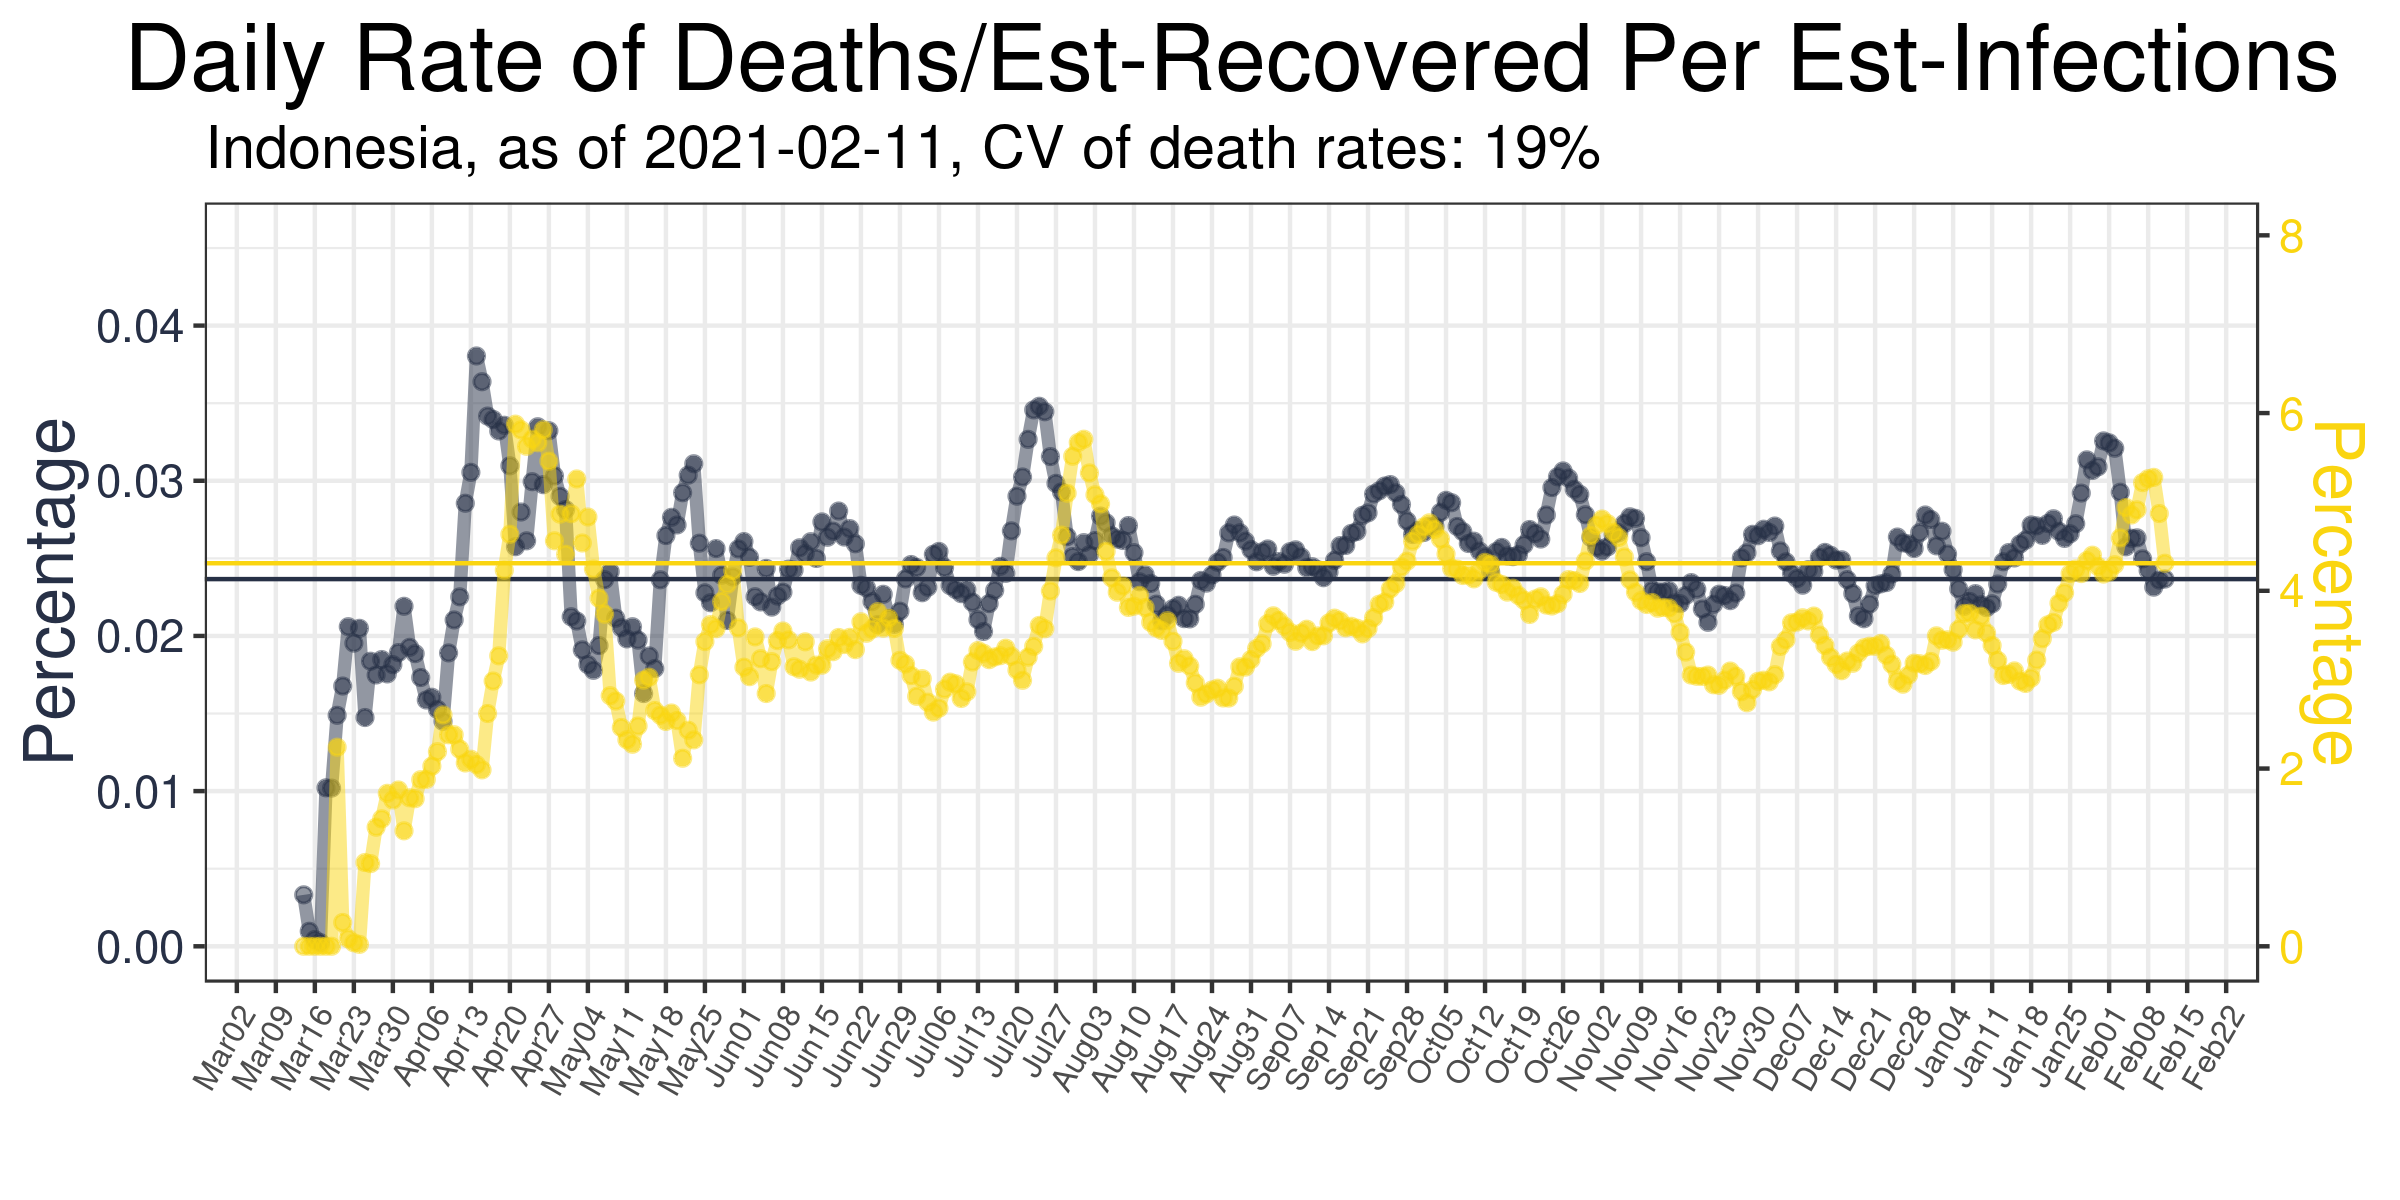 Daily Rate of Deaths/Est-Recovered Per Est-Infections
Indonesia, as of 2021-02-11, CV of death rates: 19%
Percentage
0.04
0.03
0.02
0.01
0.00
8
6
4
2
0
Percentage
Mar02
Mar09
Mar16
Mar23
Mar30
Apr06
Apr13
Apr20
Apr27
May04
May11
May18
May25
Jun01
Jun08
Jun15
Jun22
Jun29
Jul06
Jul13
Jul20
Jul27
Aug03
Aug10
Aug17
Aug24
Aug31
Sep07
Sep14
Sep21
Sep28
Oct05
Oct12
Oct19
Oct26
Nov02
Nov09
Nov16
Nov23
Nov30
Dec07
Dec14
Dec21
Dec28
Jan04
Jan11
Jan18
Jan25
Feb01
Feb08
Feb15
Feb22